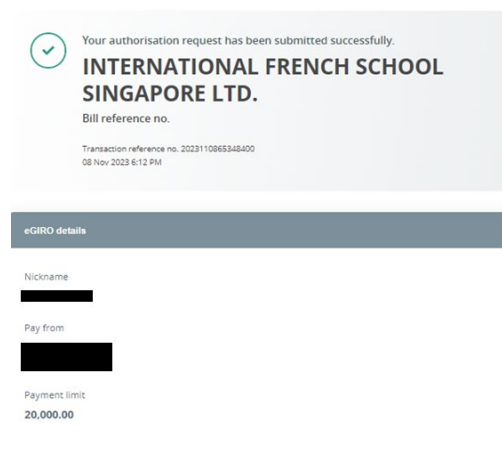 Your authorisation request has been submitted successfully.
INTERNATIONAL FRENCH SCHOOL
SINGAPORE LTD.
Bill reference no.
Transaction reference no. 2023110865348400
08 Nov 2023 6:12 PM
eGIRO details
Nickname
Pay from
Payment limit
20,000.00